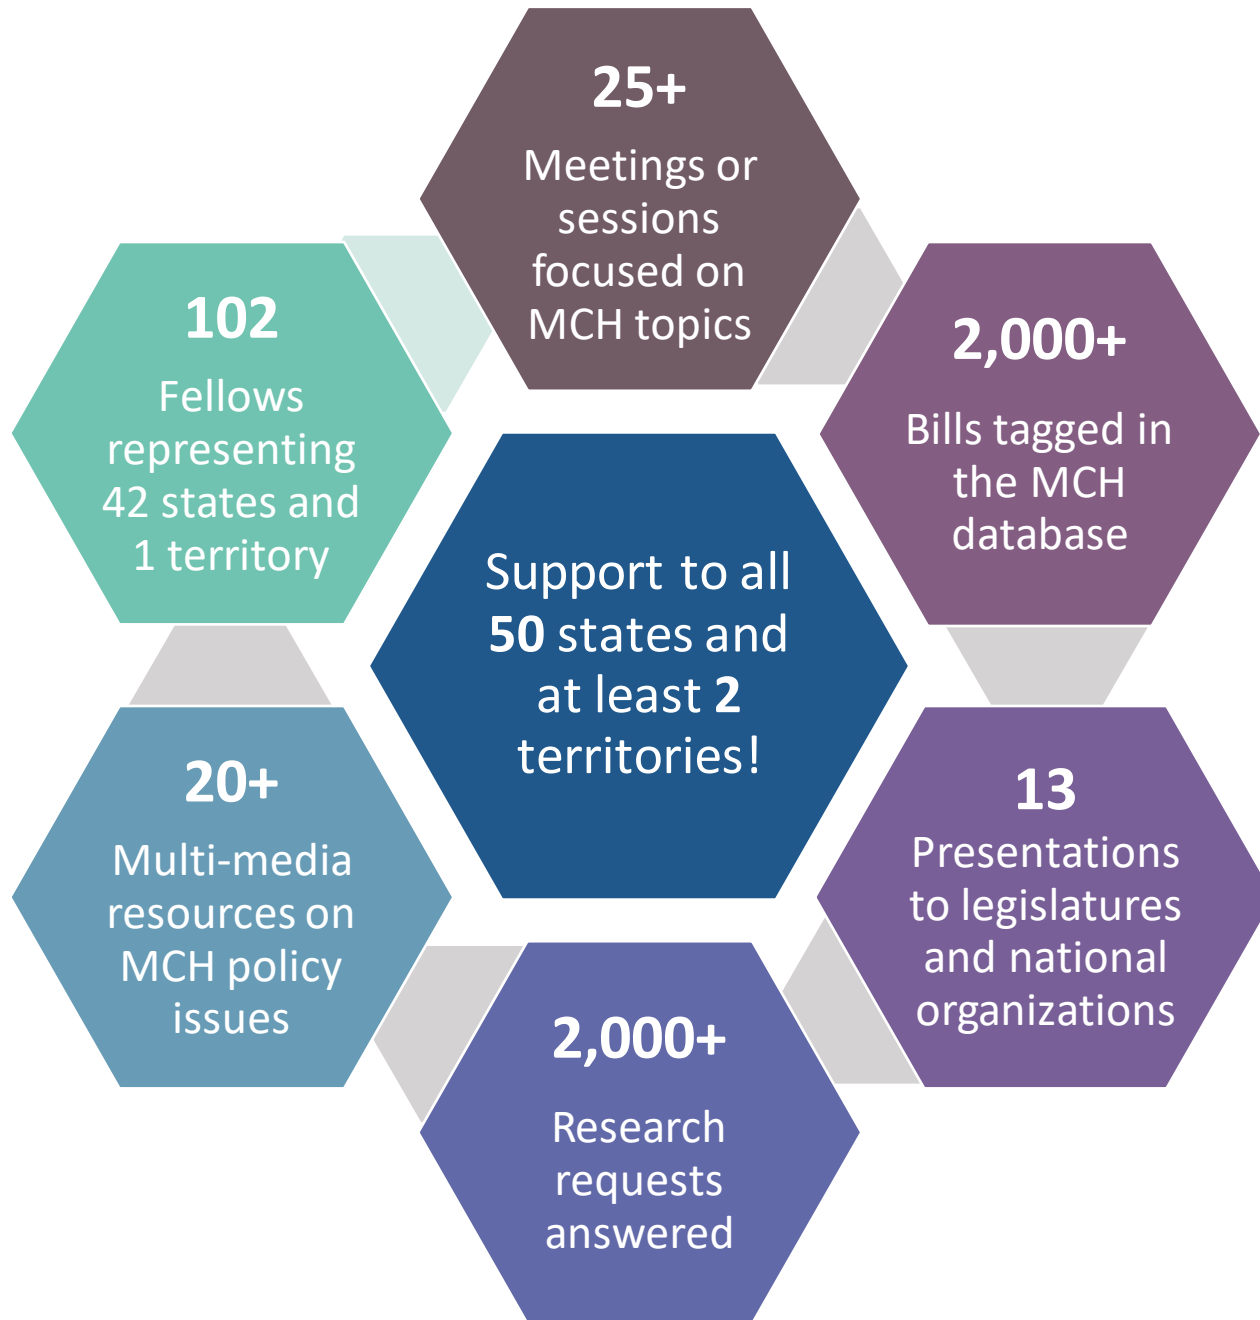 25+
Meetings or
sessions
focused on
MCH topics
102
Fellows
representing
42 states and
1 territory
2,000+
Bills tagged in
the MCH
database
Support to all
50 states and
at least 2
territories!
20+
Multi-media
resources on
MCH policy
issues
13
Presentations
to legislatures
and national
organizations
2,000+
Research
requests
answered